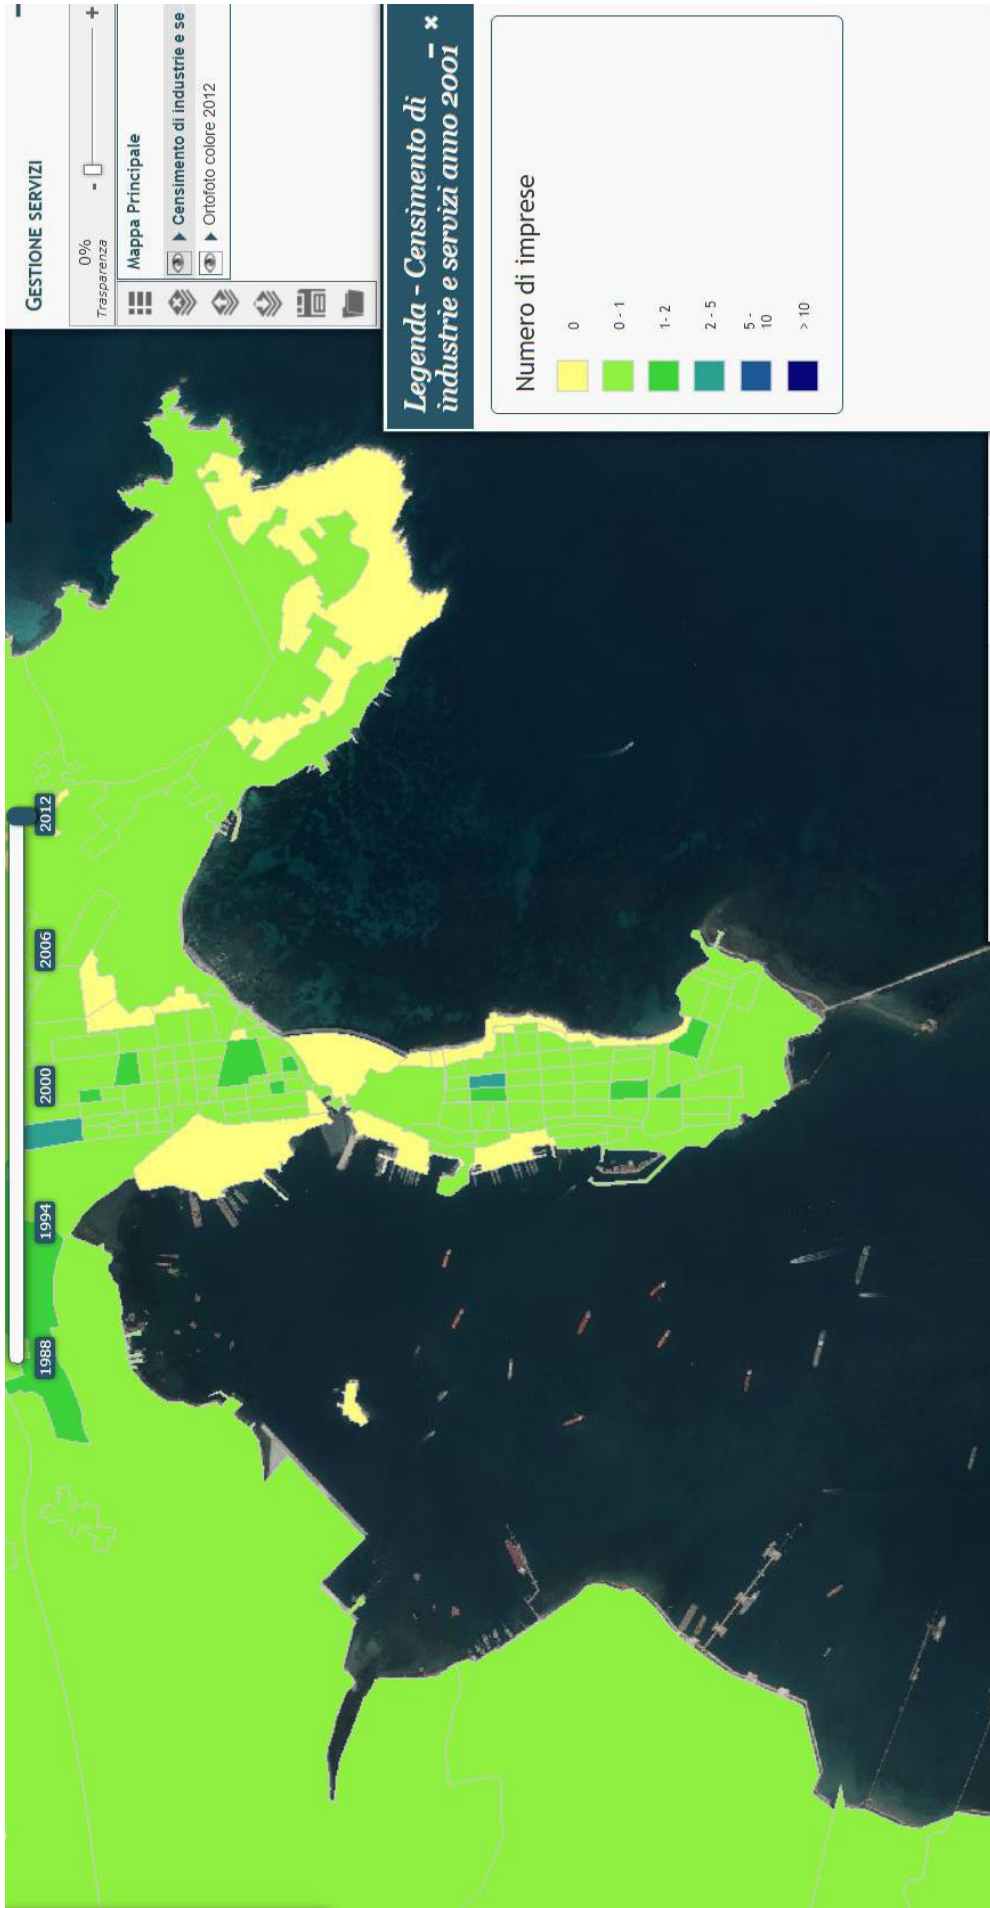 GESTIONE SERVIZI
0%
Trasparenza
- +
Mappa Principale
Censimento di industrie e se
Ortofoto colore 2012
Legenda - Censimento di
industrie e servizi anno 2001
Numero di imprese
0
0 - 1
1 - 2
2 - 5
5 -
10
> 10
1988 1994 2000 2006 2012